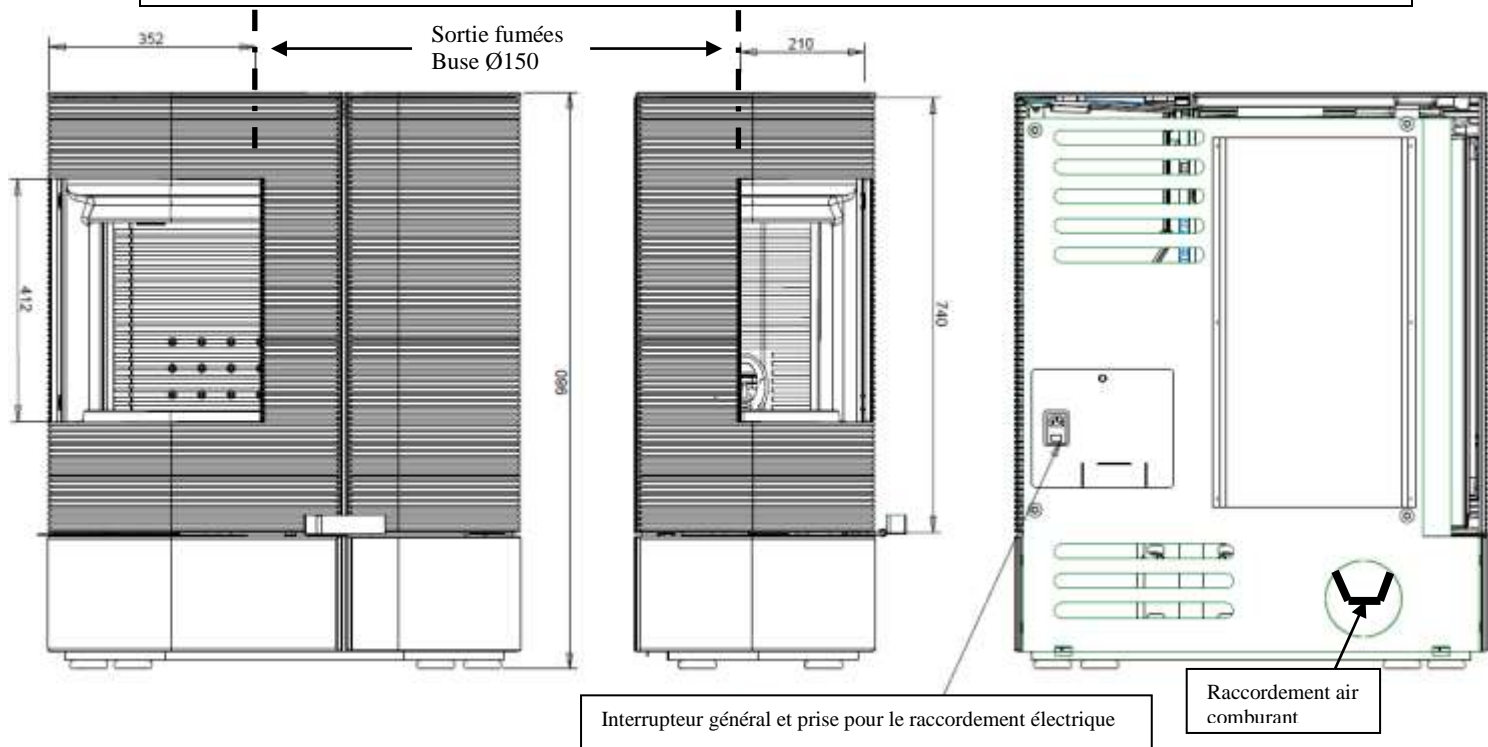 352
Sortie fumées
Buse Ø150
210
412
980
740
Interrupteur général et prise pour le raccordement électrique
Raccordement air
comburant